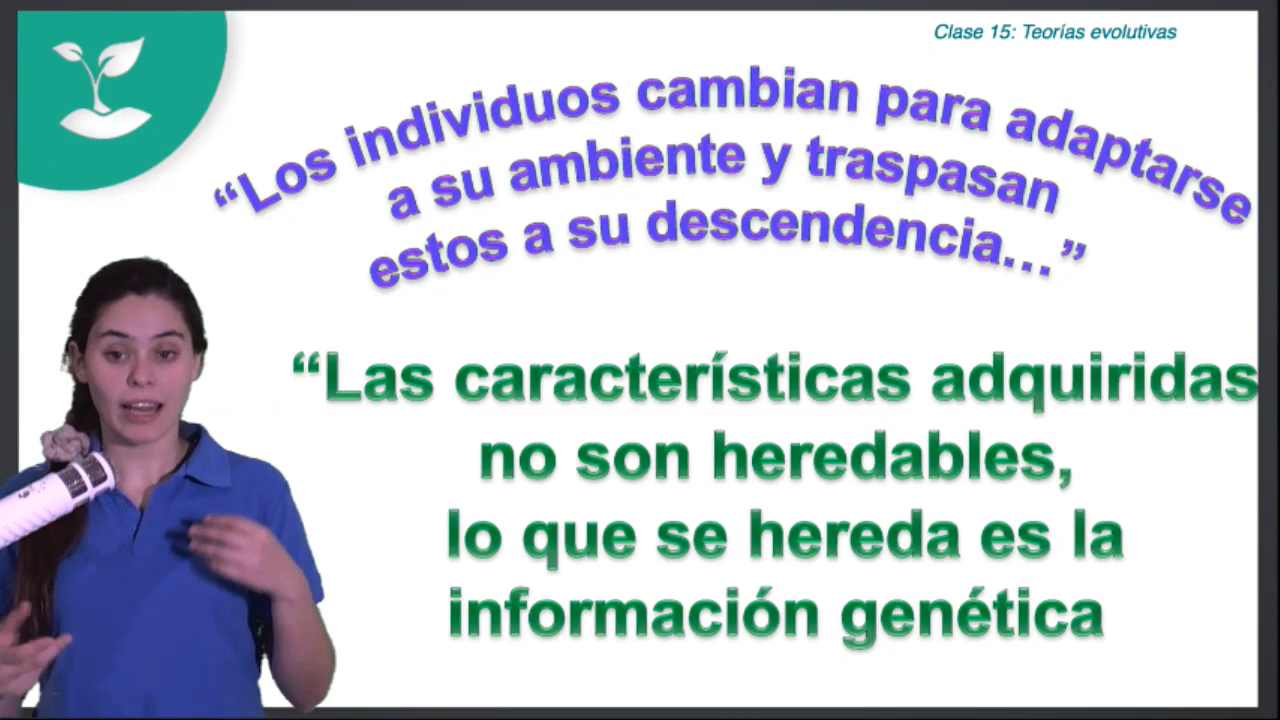 Clase 15: Teorías evolutivas
“Los individuos cambian para adaptarse
a su ambiente y traspasan
estos a su descendencia...”
“Las características adquiridas
no son heredables,
lo que se hereda es la
información genética